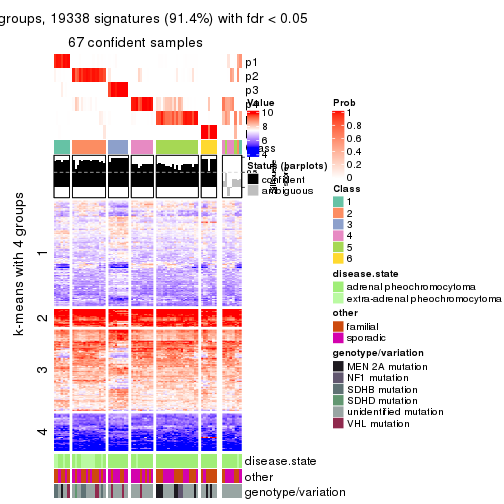 groups, 19338 signatures (91.4%) with fdr < 0.05
67 confident samples
p1
p2
p3
Value
10
8
6
4
Status (barplots)
confident
ambiguous
Prob
1
0.8
0.6
0.4
0.2
0
Class
1
2
3
4
5
6
disease.state
adrenal pheochromocytoma
extra-adrenal pheochromocytoma
other
familial
sporadic
genotype/variation
MEN 2A mutation
NF1 mutation
SDHB mutation
SDHD mutation
unidentified mutation
VHL mutation
k-means with 4 groups
1
2
3
4
disease.state
other
genotype/variation